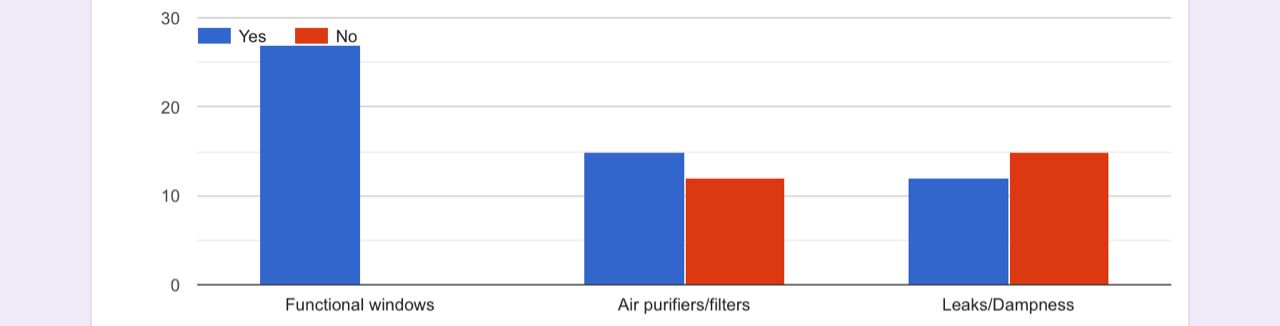 30
Yes No
20
10
0
Functional windows Air purifiers/filters Leaks/Dampness